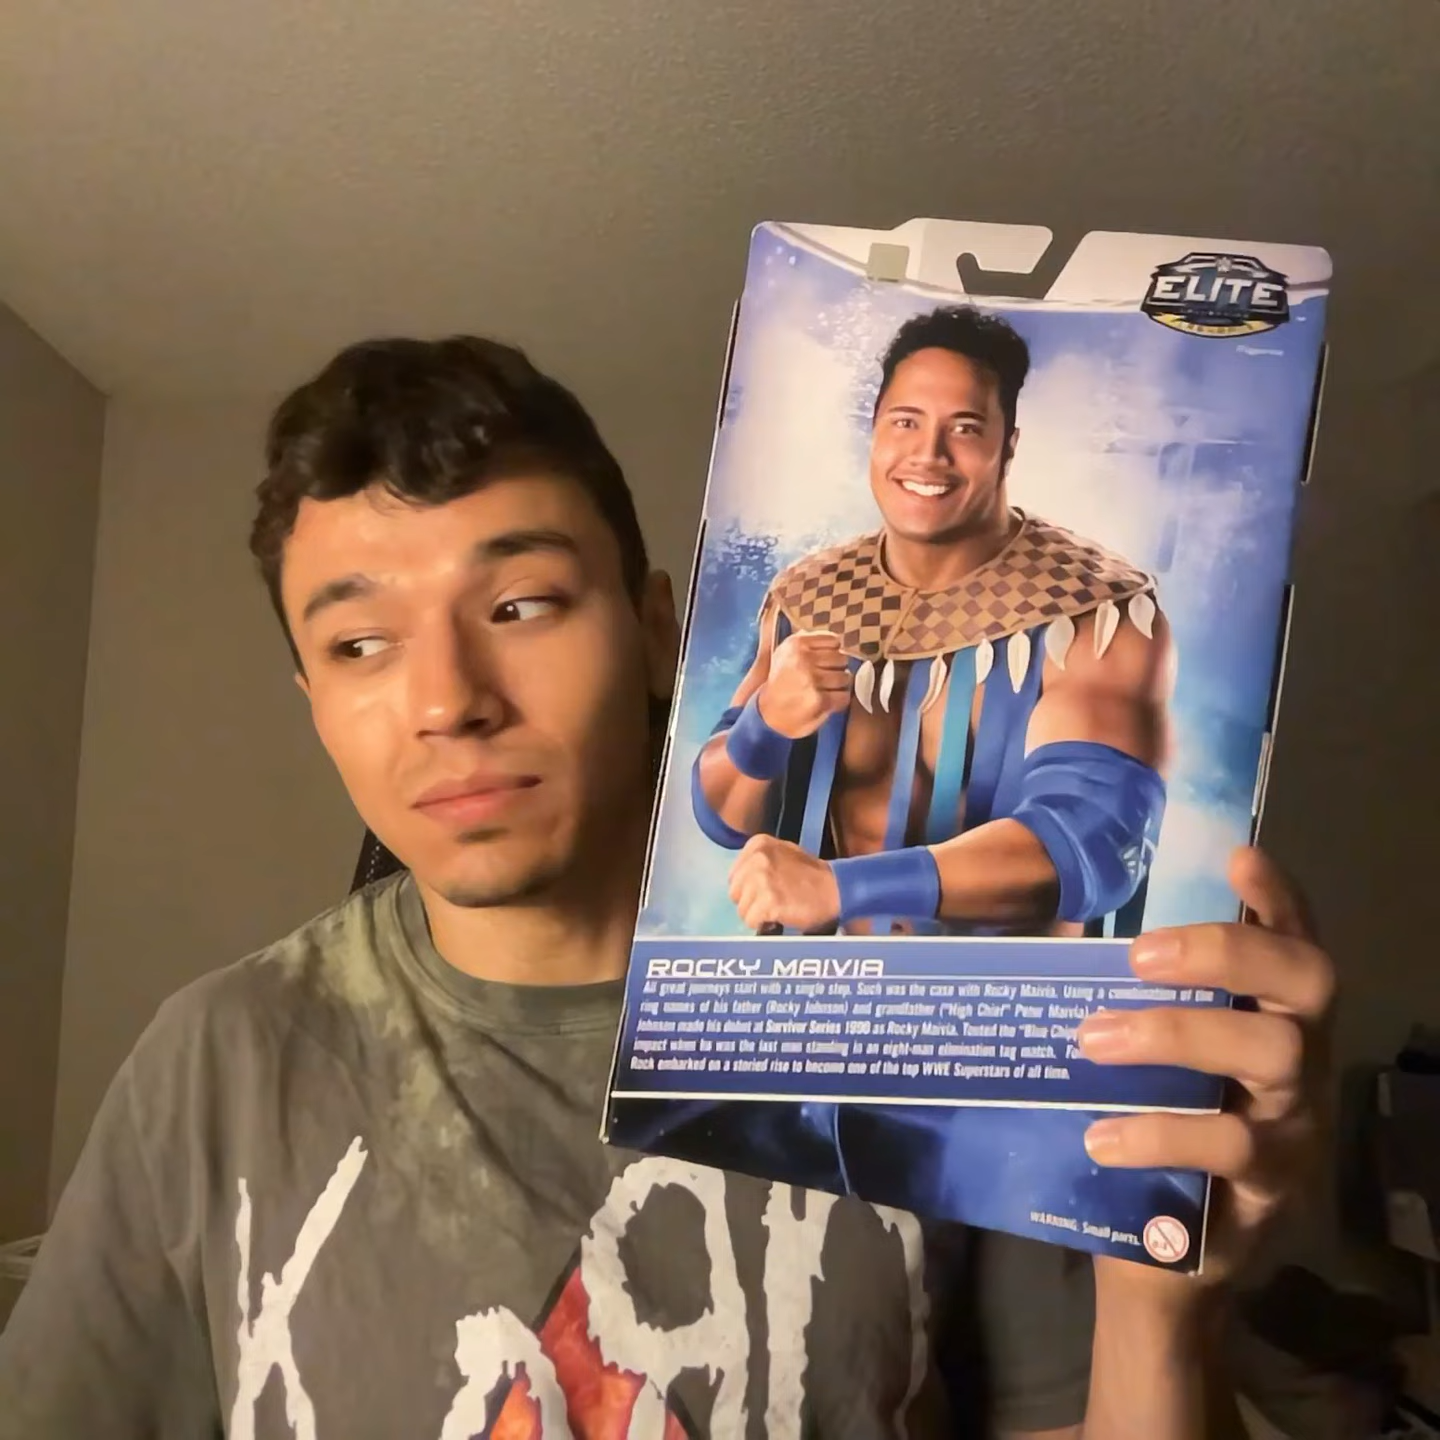 ELITE
ROCKY MAIVIA
All great journeys start with a single step. Such was the case with Rocky Maivia. Using a combination of the
ring names of his father (Rocky Johnson) and grandfather ("High Chief" Peter Maivia),
Johnson made his debut at Survivor Series 1996 as Rocky Maivia. Touted the "Blue Chip
impact when he was the last man standing in an eight-man elimination tag match.
Rock embarked on a storied rise to become one of the top WWE Superstars of all time.
WARNING: Small parts.